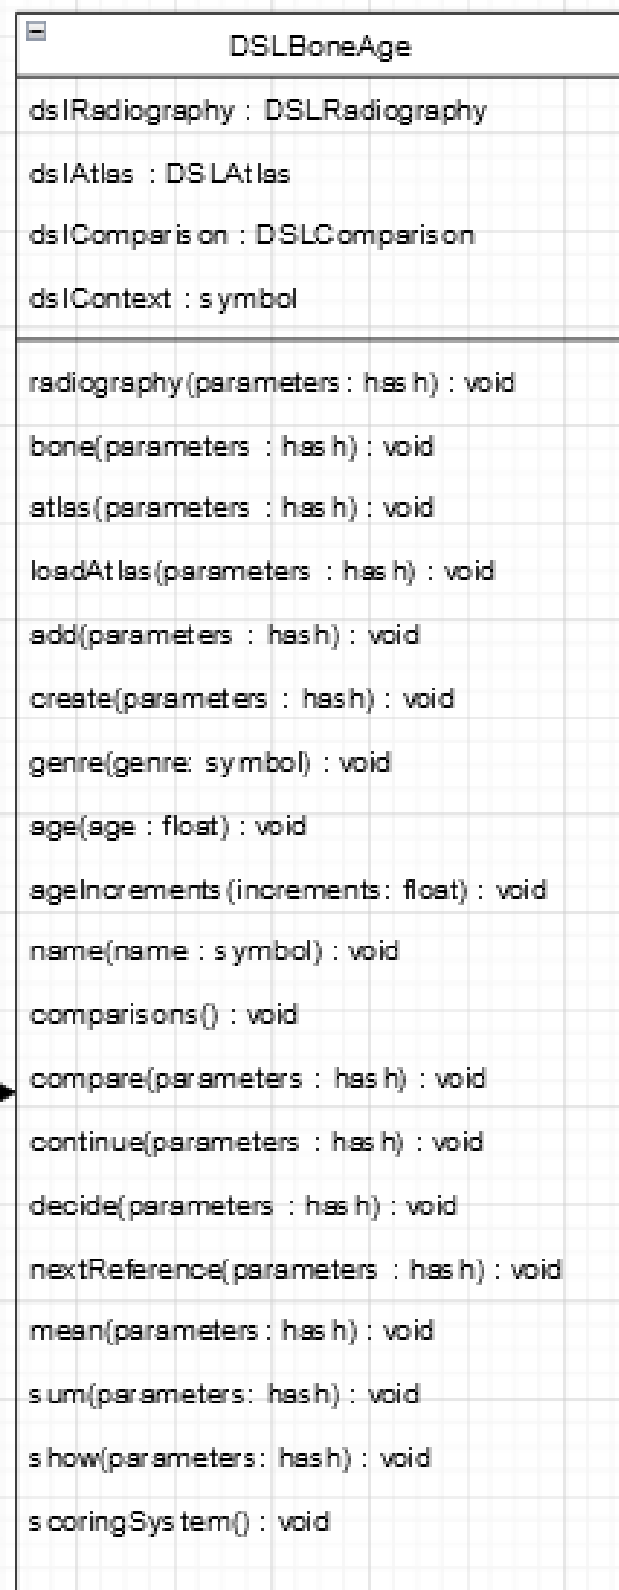 DSLBoneAge
dslRadiography : DSLRadiography
dslAtlas : DSLAtlas
dslComparison : DSLComparison
dslContext : symbol
radiography(parameters: hash) : void
bone(parameters : hash) : void
atlas(parameters : hash) : void
loadAtlas(parameters : hash) : void
add(parameters : hash) : void
create(parameters : hash) : void
genre(genre: symbol) : void
age(age : float) : void
ageIncrements(increments: float) : void
name(name : symbol) : void
comparisons() : void
compare(parameters : hash) : void
continue(parameters : hash) : void
decide(parameters : hash) : void
nextReference(parameters : hash) : void
mean(parameters: hash) : void
sum(parameters: hash) : void
show(parameters: hash) : void
scoringSystem() : void